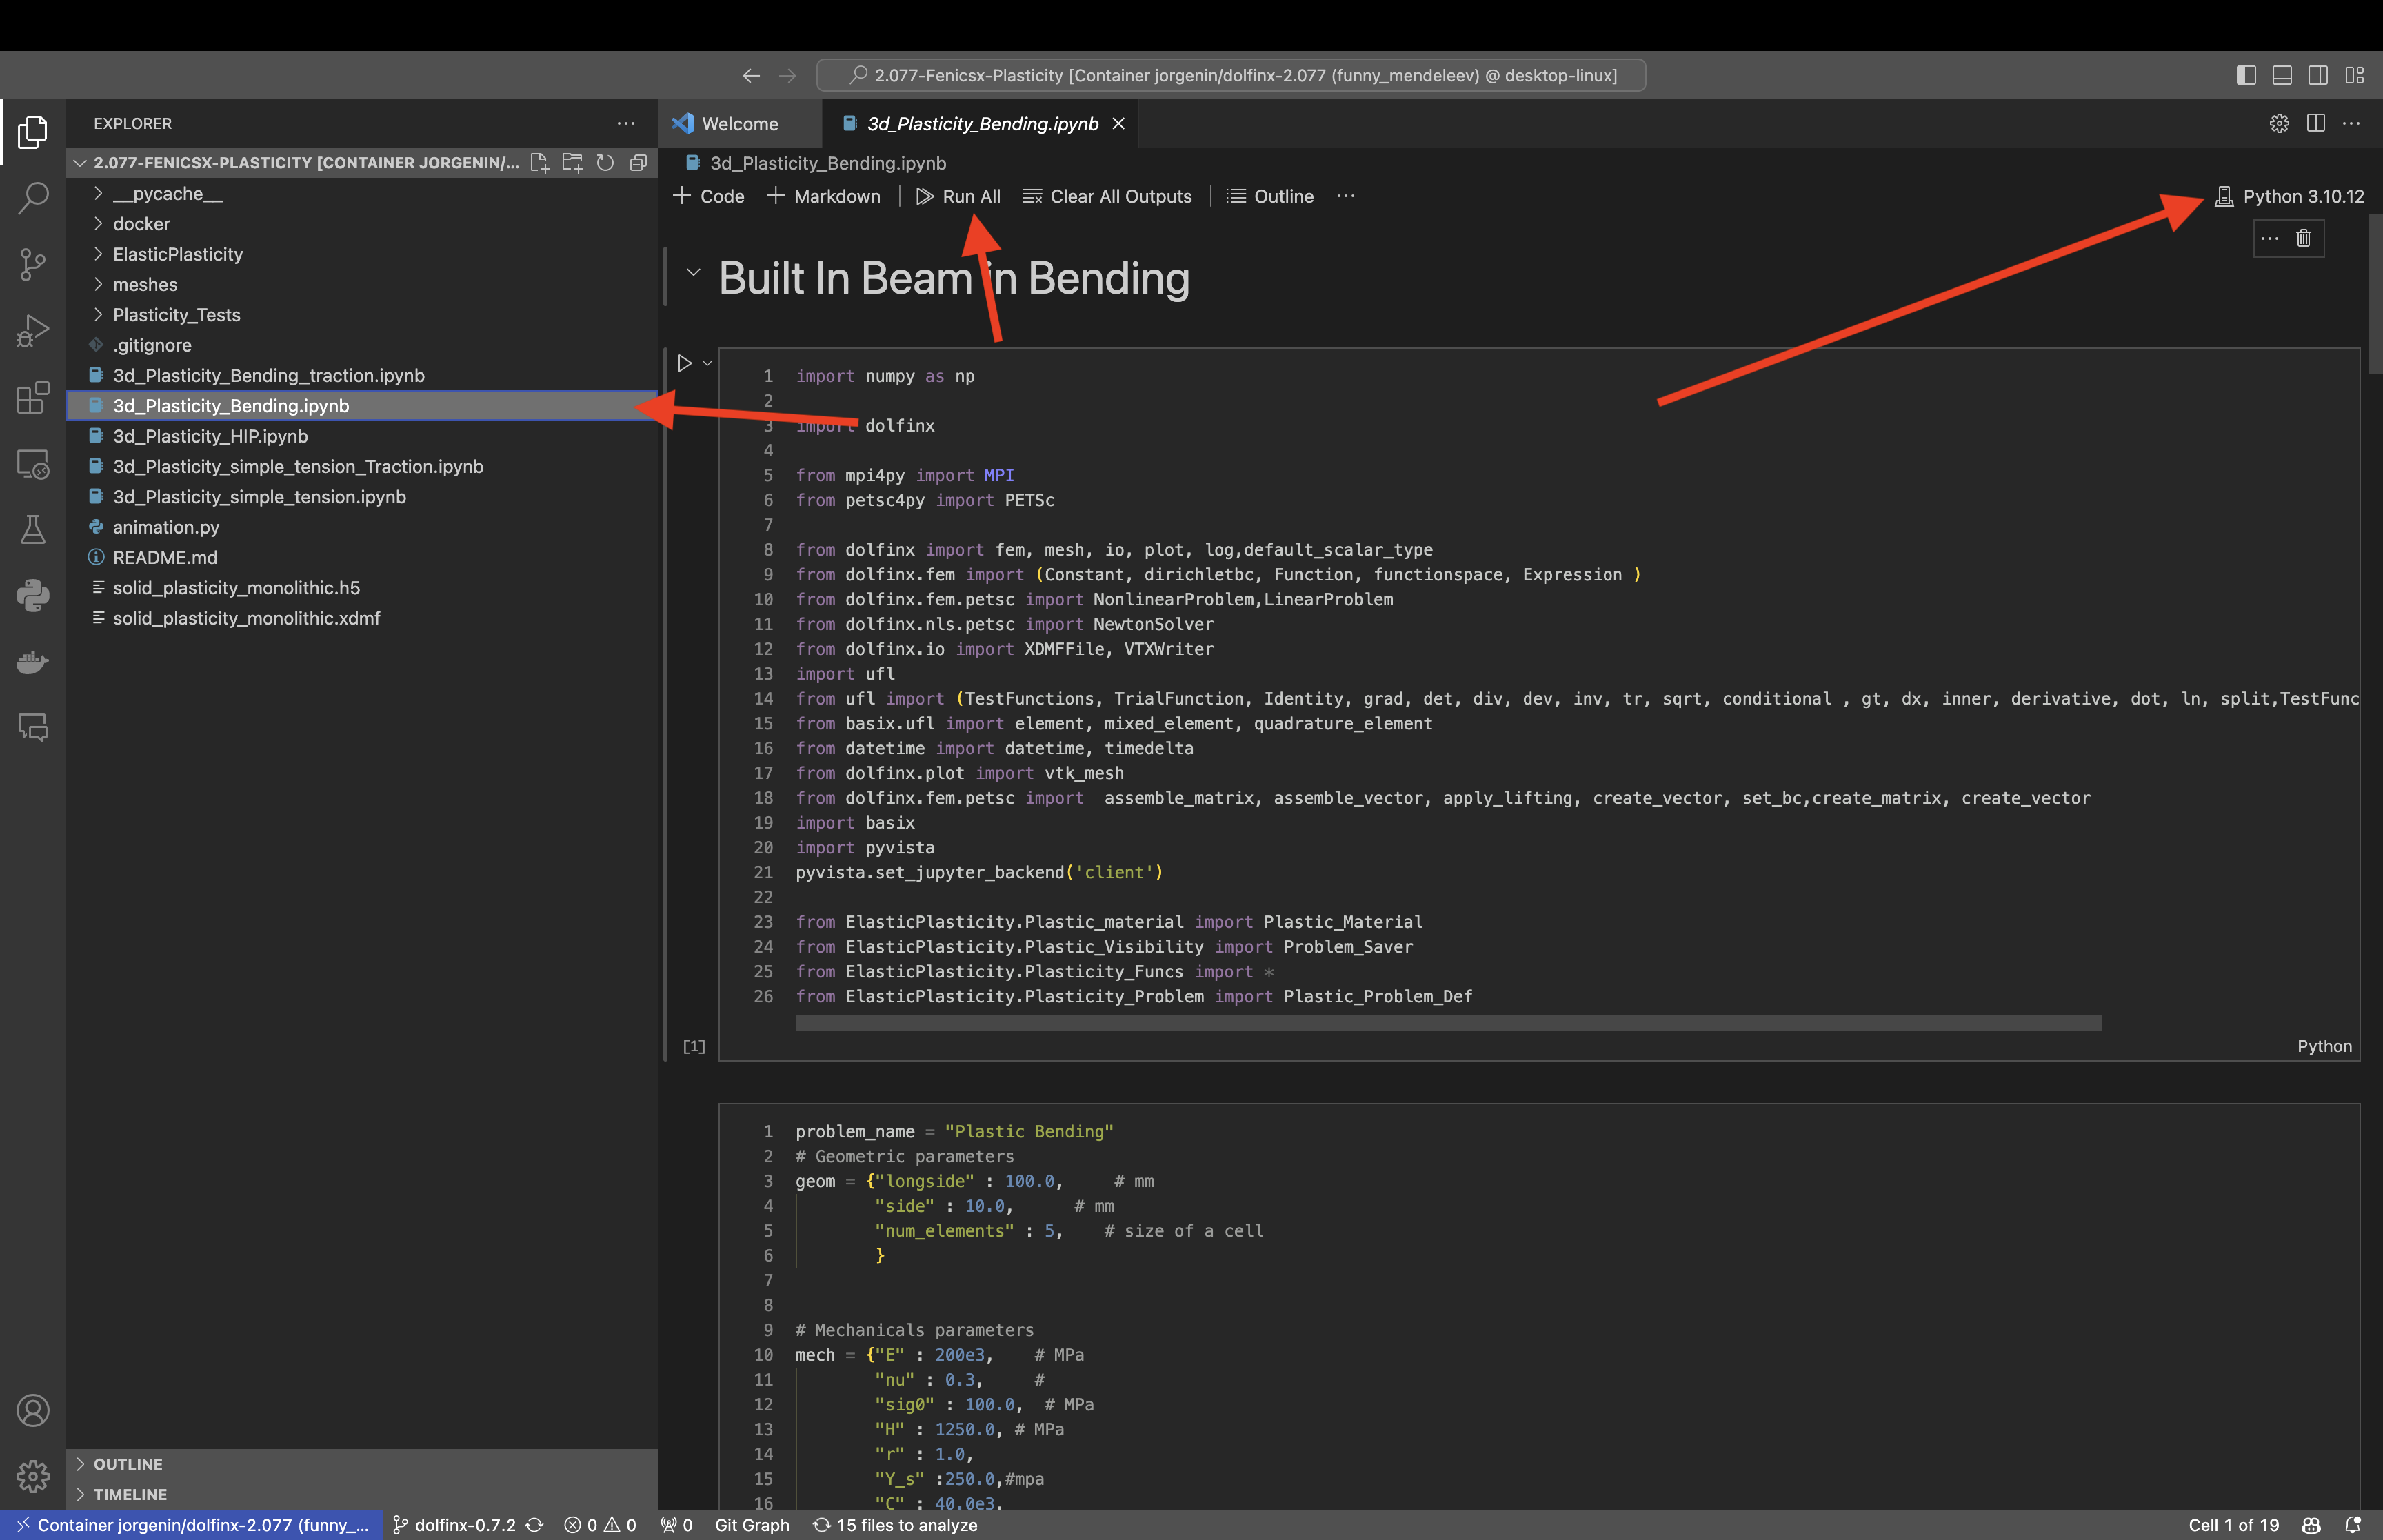 2.077-Fenicsx-Plasticity [Container jorgenin/dolfinx-2.077 (funny_mendeleev) @ desktop-linux]
EXPLORER
2.077-FENICSX-PLASTICITY [CONTAINER JORGENIN/...
__pycache__
docker
ElasticPlasticity
meshes
Plasticity_Tests
.gitignore
3d_Plasticity_Bending_traction.ipynb
3d_Plasticity_Bending.ipynb
3d_Plasticity_HIP.ipynb
3d_Plasticity_simple_tension_Traction.ipynb
3d_Plasticity_simple_tension.ipynb
animation.py
README.md
solid_plasticity_monolithic.h5
solid_plasticity_monolithic.xdmf
OUTLINE
TIMELINE
Welcome
3d_Plasticity_Bending.ipynb
3d_Plasticity_Bending.ipynb
Code Markdown Run All Clear All Outputs Outline ...
Python 3.10.12
Built In Beam in Bending
1 import numpy as np
2
3 import dolfinx
4
5 from mpi4py import MPI
6 from petsc4py import PETSc
7
8 from dolfinx import fem, mesh, io, plot, log,default_scalar_type
9 from dolfinx.fem import (Constant, dirichletbc, Function, functionspace, Expression )
10 from dolfinx.fem.petsc import NonlinearProblem,LinearProblem
11 from dolfinx.nls.petsc import NewtonSolver
12 from dolfinx.io import XDMFFile, VTXWriter
13 import ufl
14 from ufl import (TestFunctions, TrialFunction, Identity, grad, det, div, dev, inv, tr, sqrt, conditional , gt, dx, inner, derivative, dot, ln, split,TestFunc
15 from basix.ufl import element, mixed_element, quadrature_element
16 from datetime import datetime, timedelta
17 from dolfinx.plot import vtk_mesh
18 from dolfinx.fem.petsc import  assemble_matrix, assemble_vector, apply_lifting, create_vector, set_bc,create_matrix, create_vector
19 import basix
20 import pyvista
21 pyvista.set_jupyter_backend('client')
22
23 from ElasticPlasticity.Plastic_material import Plastic_Material
24 from ElasticPlasticity.Plastic_Visibility import Problem_Saver
25 from ElasticPlasticity.Plasticity_Funcs import *
26 from ElasticPlasticity.Plasticity_Problem import Plastic_Problem_Def
[1]
Python
1 problem_name = "Plastic Bending"
2 # Geometric parameters
3 geom = {"longside" : 100.0,     # mm
4 "side" : 10.0,      # mm
5 "num_elements" : 5,    # size of a cell
6 }
7
8
9 # Mechanicals parameters
10 mech = {"E" : 200e3,    # MPa
11 "nu" : 0.3,     #
12 "sig0" : 100.0,  # MPa
13 "H" : 1250.0, # MPa
14 "r" : 1.0,
15 "Y_s" :250.0,#mpa
16 "C" : 40.0e3,
Container jorgenin/dolfinx-2.077 (funny_... dolfinx-0.7.2 0 0 0 Git Graph 15 files to analyze Cell 1 of 19